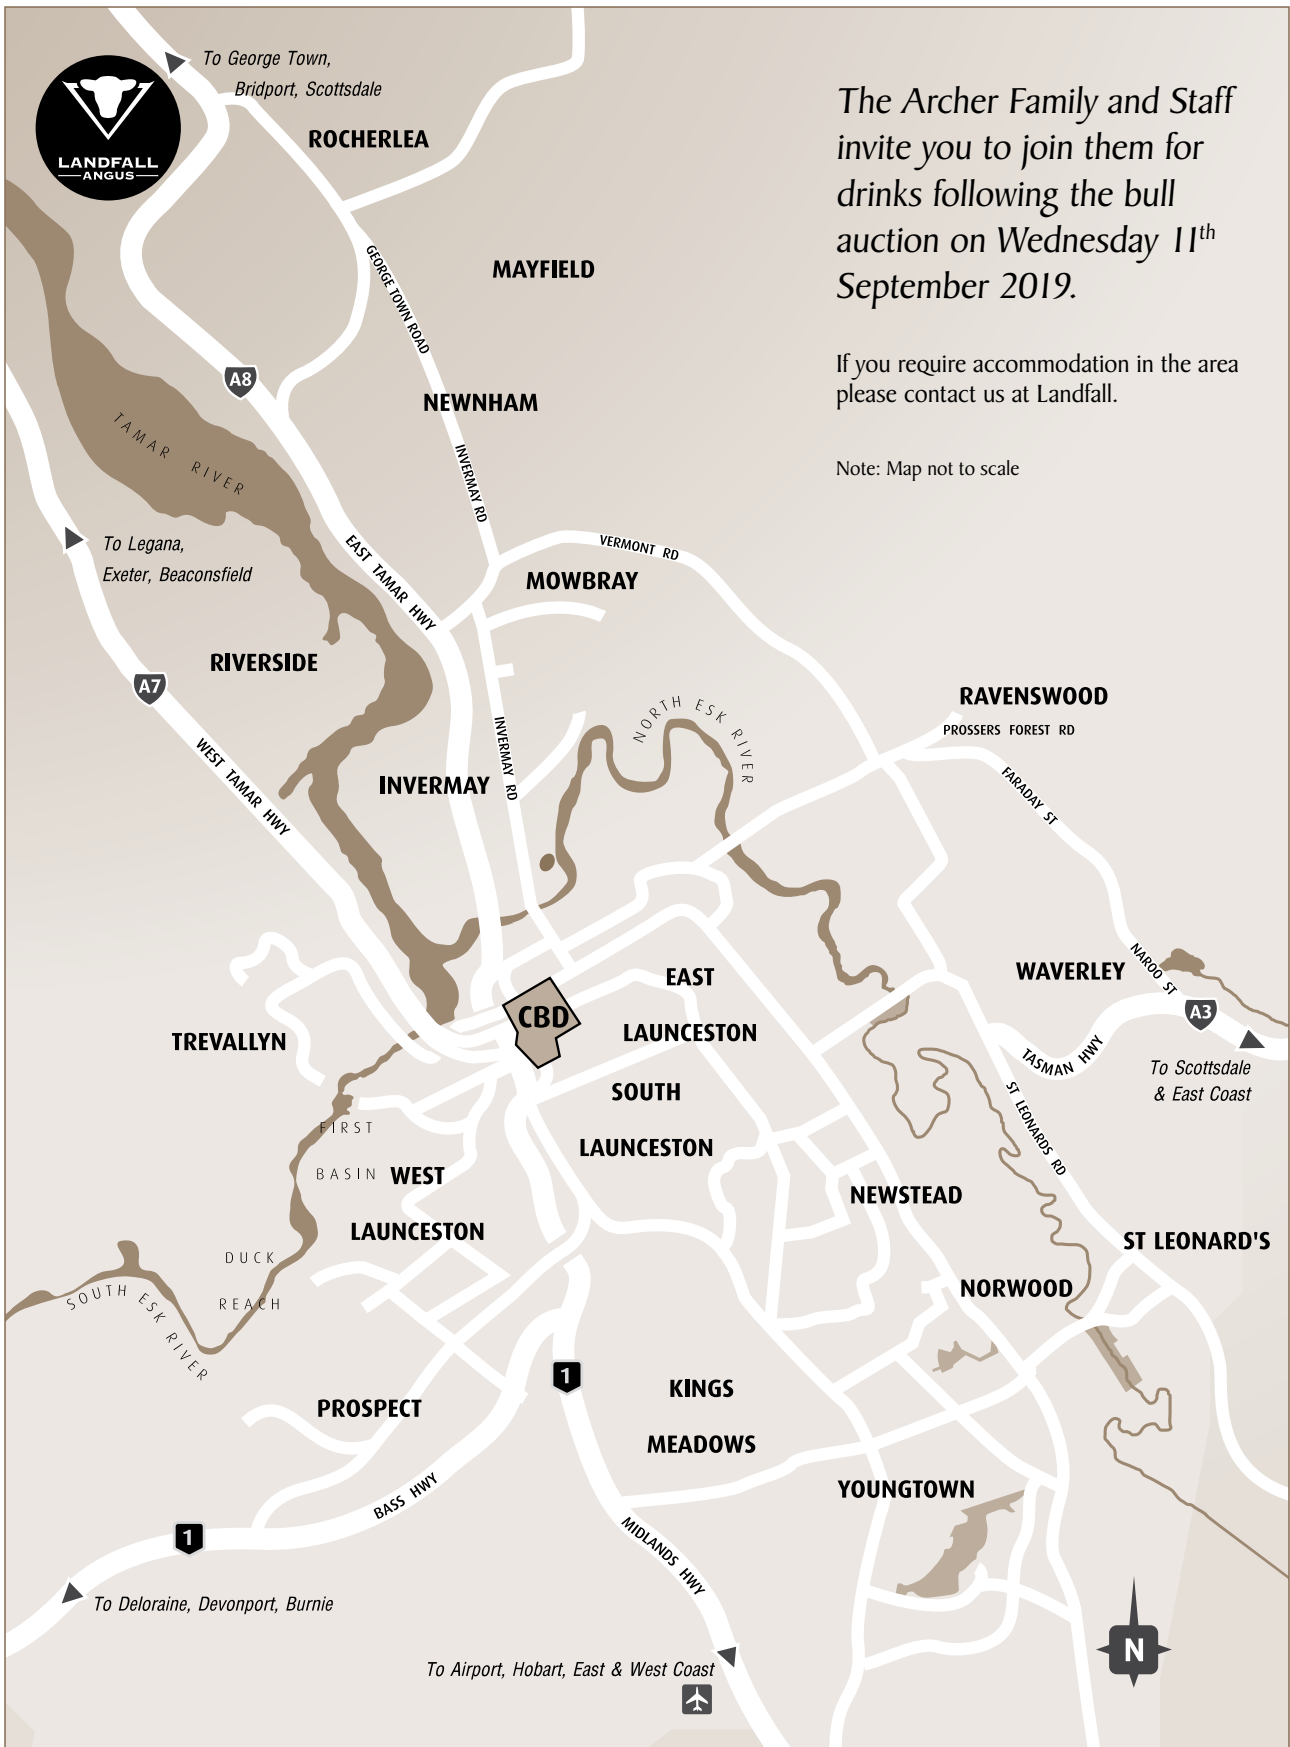 To George Town,
Bridport, Scottsdale
LANDFALL
ANGUS
ROCHERLEA
The Archer Family and Staff
invite you to join them for
drinks following the bull
auction on Wednesday 11th
September 2019.
If you require accommodation in the area
please contact us at Landfall.
Note: Map not to scale
MAYFIELD
GEORGE TOWN ROAD
A8
NEWNHAM
TAMAR RIVER
INVERMAY RD
To Legana,
Exeter, Beaconsfield
EAST TAMAR HWY
VERMONT RD
MOWBRAY
RIVERSIDE
A7
NORTH ESK RIVER
RAVENSWOOD
PROSSERS FOREST RD
WEST TAMAR HWY
INVERMAY
INVERMAY RD
FARADAY ST
WAVERLEY
NAROO ST
A3
EAST
LAUNCESTON
CBD
TREVALLYN
TASMAN HWY
To Scottsdale
& East Coast
SOUTH
LAUNCESTON
ST LEONARDS RD
FIRST
BASIN
WEST
LAUNCESTON
NEWSTEAD
ST LEONARD'S
DUCK
REACH
SOUTH ESK RIVER
NORWOOD
1
KINGS
MEADOWS
PROSPECT
BASS HWY
YOUNGTOWN
1
MIDLANDS HWY
To Deloraine, Devonport, Burnie
To Airport, Hobart, East & West Coast
N